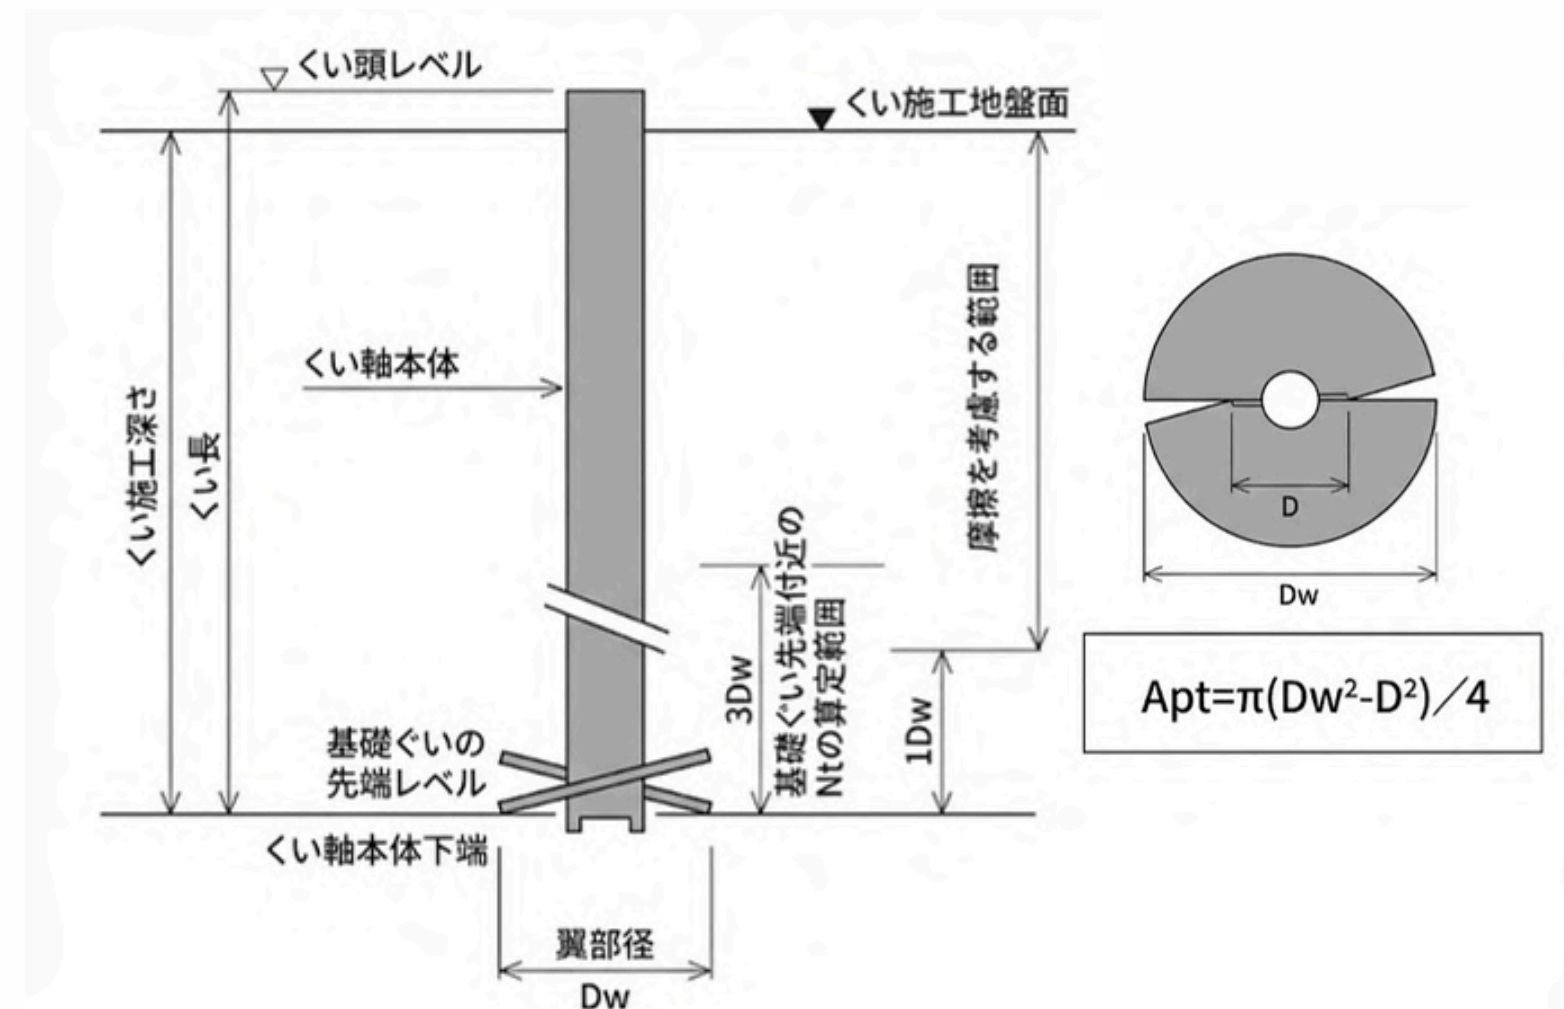 くい頭レベル
くい施工地盤面
くい施工深さ
くい長
くい軸本体
摩擦を考慮する範囲
基礎ぐい先端付近の
Ntの算定範囲
3Dw
1Dw
基礎ぐいの
先端レベル
くい軸本体下端
翼部径
Dw
D
Dw
Apt=π(Dw²-D²)／4